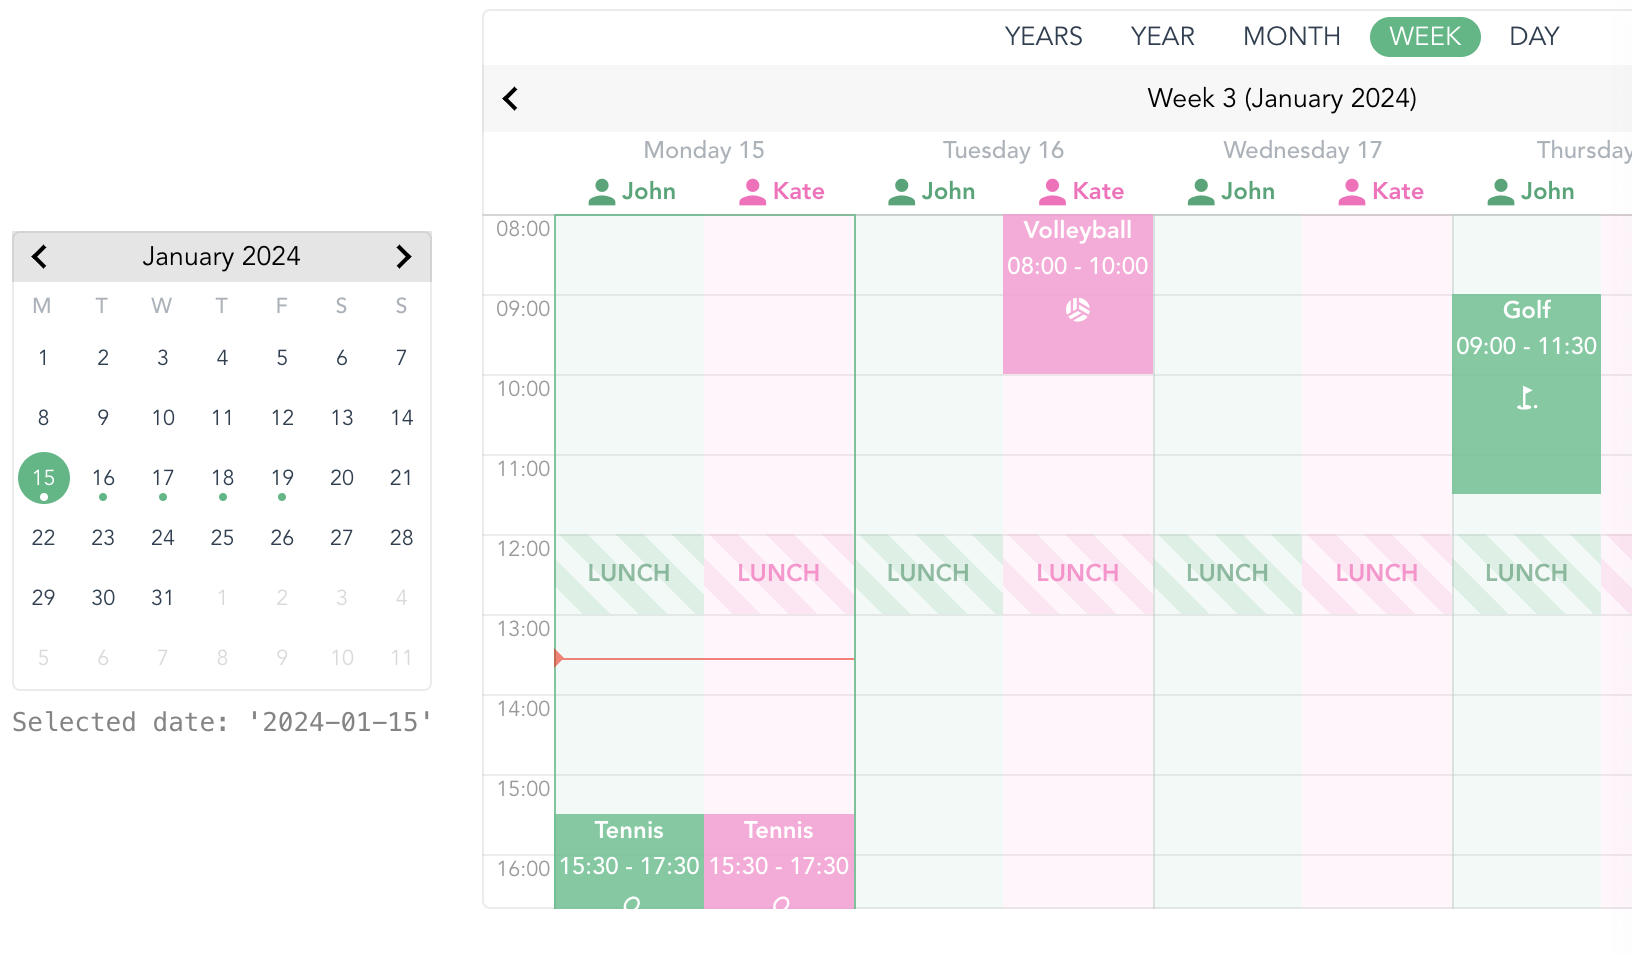 YEARS YEAR MONTH WEEK DAY
Week 3 (January 2024)
Monday 15 Tuesday 16 Wednesday 17 Thursday
John Kate John Kate John Kate John
January 2024
M T W T F S S
1 2 3 4 5 6 7
8 9 10 11 12 13 14
15 16 17 18 19 20 21
22 23 24 25 26 27 28
29 30 31 1 2 3 4
5 6 7 8 9 10 11
Selected date: '2024-01-15'
08:00
Volleyball
08:00 - 10:00
09:00
Golf
09:00 - 11:30
10:00
11:00
12:00
LUNCH LUNCH LUNCH LUNCH LUNCH LUNCH LUNCH
13:00
14:00
15:00
Tennis Tennis
15:30 - 17:30 15:30 - 17:30
16:00